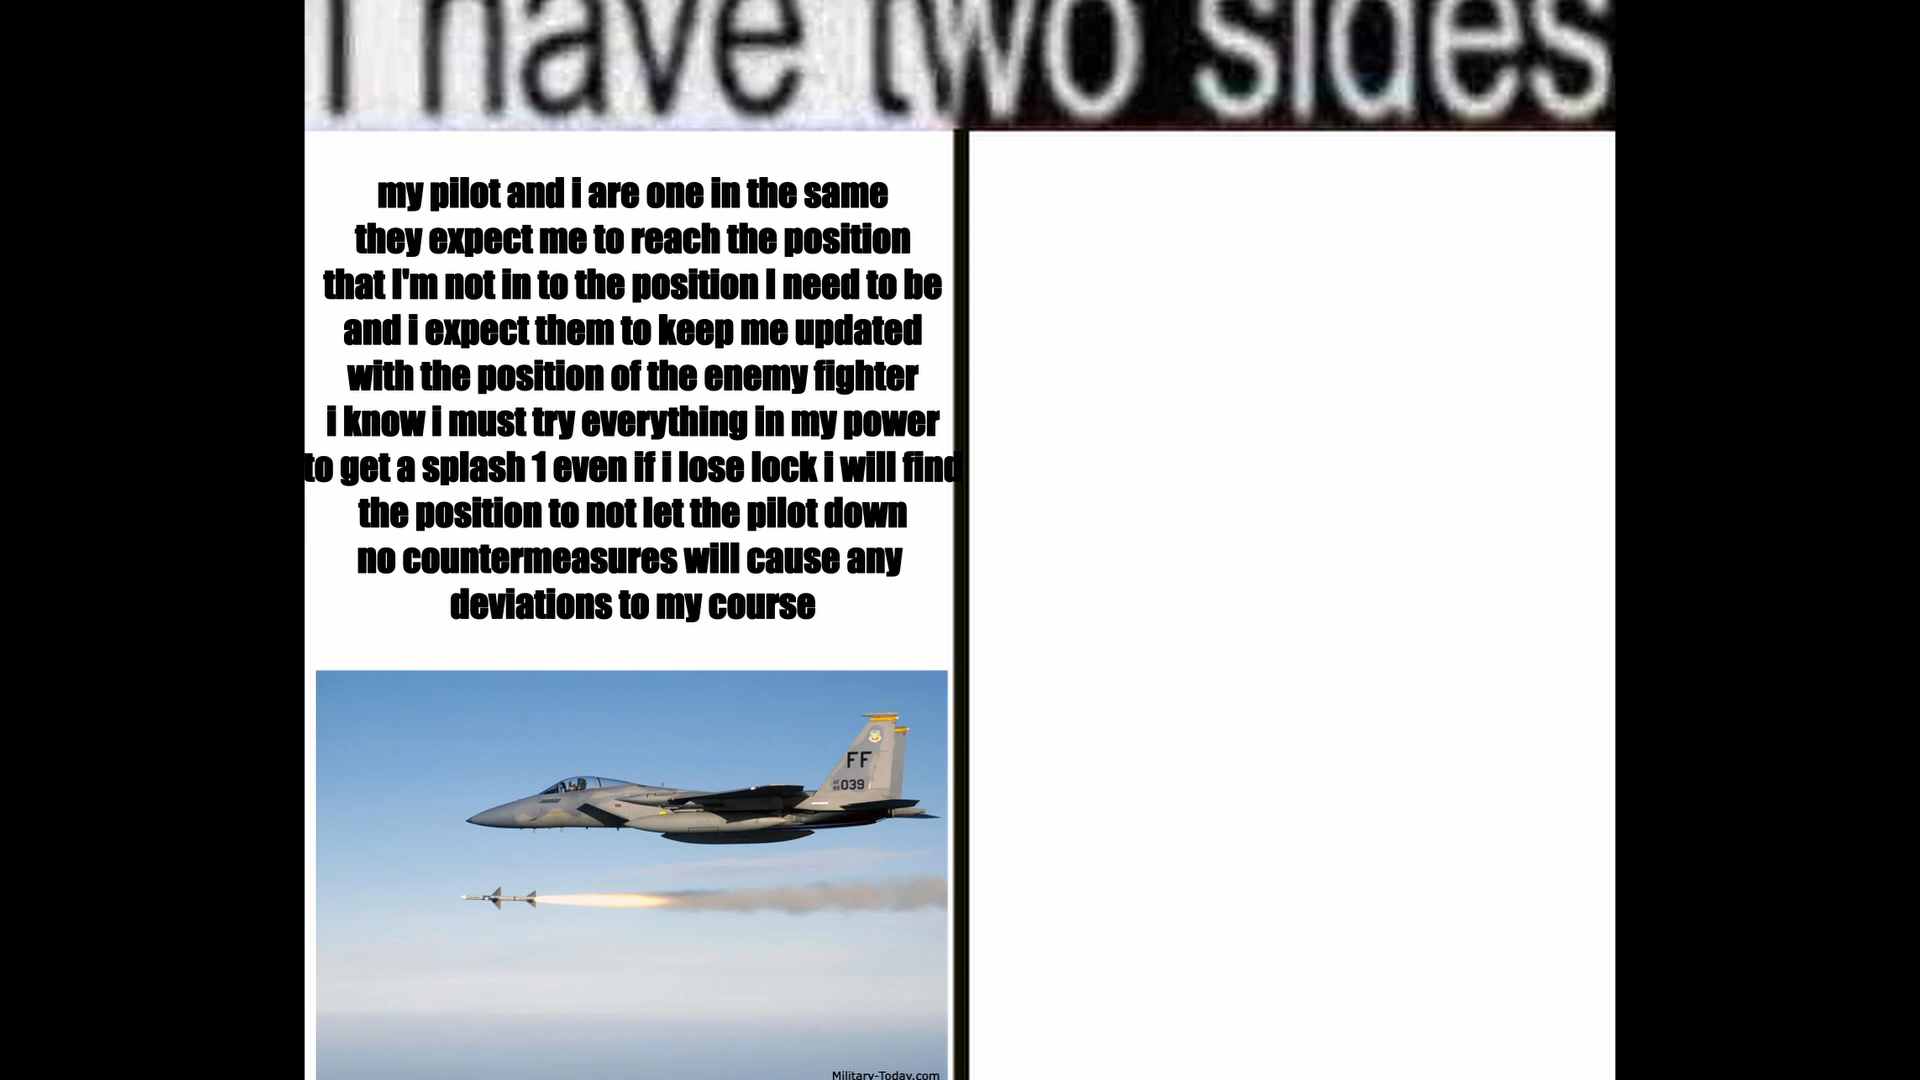 I have two sides
my pilot and i are one in the same
they expect me to reach the position
that I'm not in to the position I need to be
and i expect them to keep me updated
with the position of the enemy fighter
i know i must try everything in my power
to get a splash 1 even if i lose lock i will find
the position to not let the pilot down
no countermeasures will cause any
deviations to my course
FF
AF
039
Military-Today.com